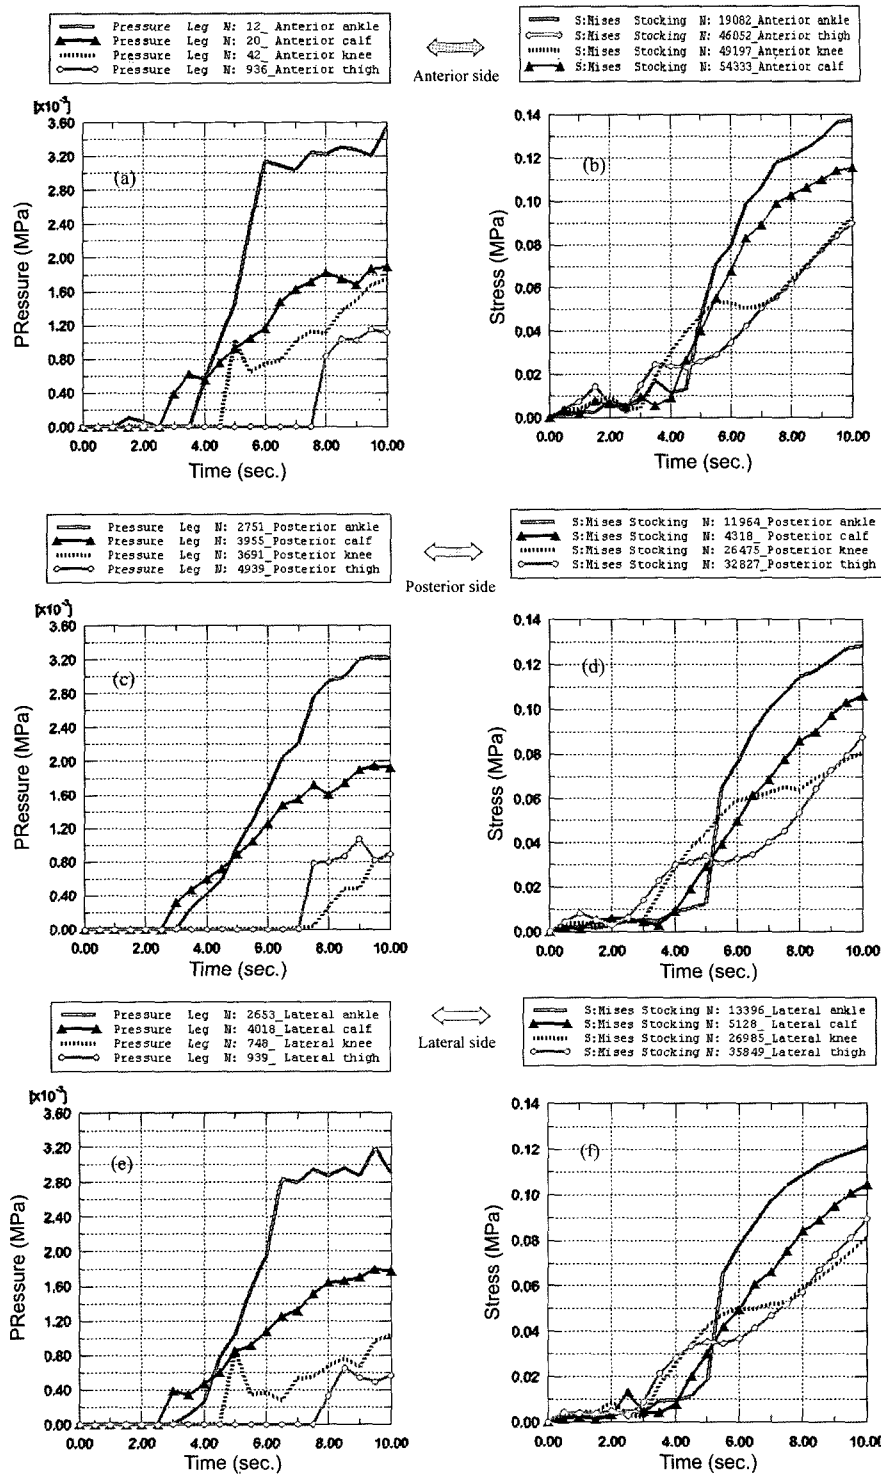 Pressure Leg N: 12_ Anterior ankle
Pressure Leg N: 20_ Anterior calf
Pressure Leg N: 42_ Anterior knee
Pressure Leg N: 936_Anterior thigh
Anterior side
S:Mises Stocking N: 19082_Anterior ankle
S:Mises Stocking N: 46052_Anterior thigh
S:Mises Stocking N: 49197_Anterior knee
S:Mises Stocking N: 54333_Anterior calf
[x10⁻³]
3.60
3.20
2.80
2.40
2.00
1.60
1.20
0.80
0.40
0.00
PRessure (MPa)
(a)
0.00 2.00 4.00 6.00 8.00 10.00
Time (sec.)
0.14
0.12
0.10
0.08
0.06
0.04
0.02
0.00
Stress (MPa)
(b)
0.00 2.00 4.00 6.00 8.00 10.00
Time (sec.)
Pressure Leg N: 2751_Posterior ankle
Pressure Leg N: 3955_Posterior calf
Pressure Leg N: 3691_Posterior knee
Pressure Leg N: 4939_Posterior thigh
Posterior side
S:Mises Stocking N: 11964_Posterior ankle
S:Mises Stocking N: 4318_ Posterior calf
S:Mises Stocking N: 26475_Posterior knee
S:Mises Stocking N: 32827_Posterior thigh
[x10⁻³]
3.60
3.20
2.80
2.40
2.00
1.60
1.20
0.80
0.40
0.00
PRessure (MPa)
(c)
0.00 2.00 4.00 6.00 8.00 10.00
Time (sec.)
0.14
0.12
0.10
0.08
0.06
0.04
0.02
0.00
Stress (MPa)
(d)
0.00 2.00 4.00 6.00 8.00 10.00
Time (sec.)
Pressure Leg N: 2653_Lateral ankle
Pressure Leg N: 4018_Lateral calf
Pressure Leg N: 748_ Lateral knee
Pressure Leg N: 939_ Lateral thigh
Lateral side
S:Mises Stocking N: 13396_Lateral ankle
S:Mises Stocking N: 5128_ Lateral calf
S:Mises Stocking N: 26985_Lateral knee
S:Mises Stocking N: 35849_Lateral thigh
[x10⁻³]
3.60
3.20
2.80
2.40
2.00
1.60
1.20
0.80
0.40
0.00
PRessure (MPa)
(e)
0.00 2.00 4.00 6.00 8.00 10.00
Time (sec.)
0.14
0.12
0.10
0.08
0.06
0.04
0.02
0.00
Stress (MPa)
(f)
0.00 2.00 4.00 6.00 8.00 10.00
Time (sec.)